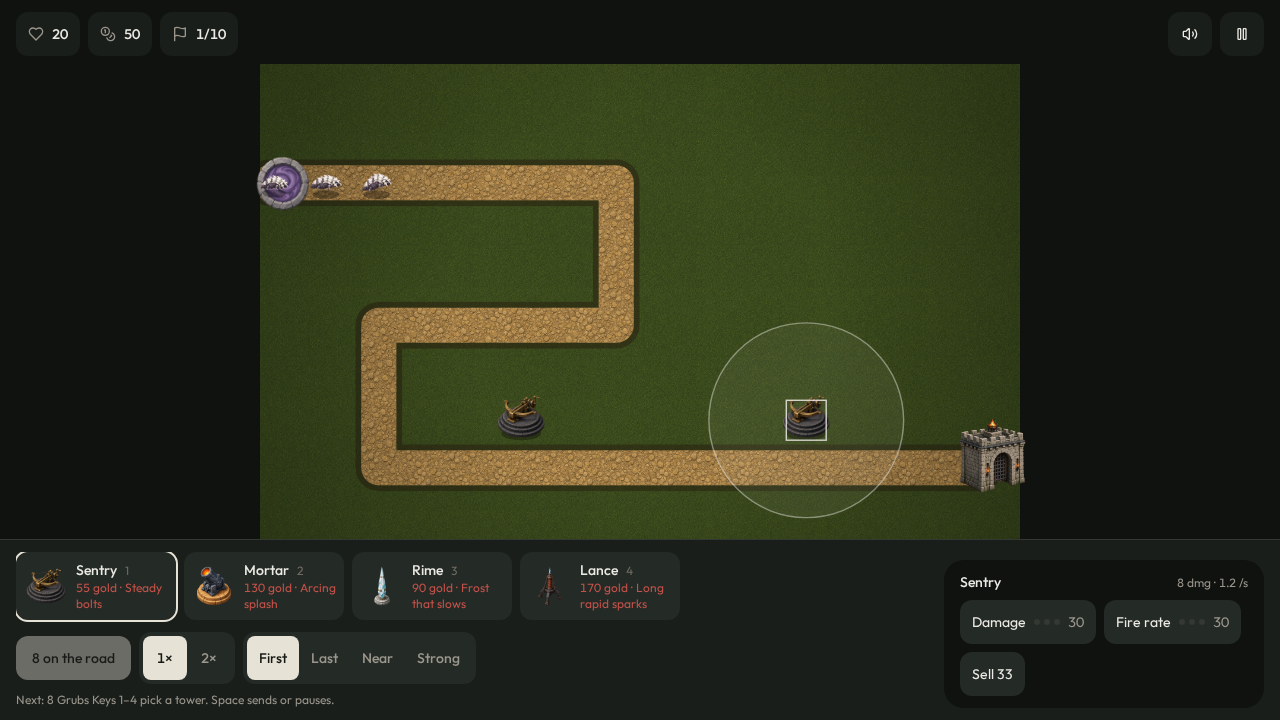 20
50
1/10
Sentry 1
55 gold · Steady
bolts
Mortar 2
130 gold · Arcing
splash
Rime 3
90 gold · Frost
that slows
Lance 4
170 gold · Long
rapid sparks
8 on the road
1×
2×
First
Last
Near
Strong
Next: 8 Grubs Keys 1–4 pick a tower. Space sends or pauses.
Sentry
8 dmg · 1.2 /s
Damage 30
Fire rate 30
Sell 33